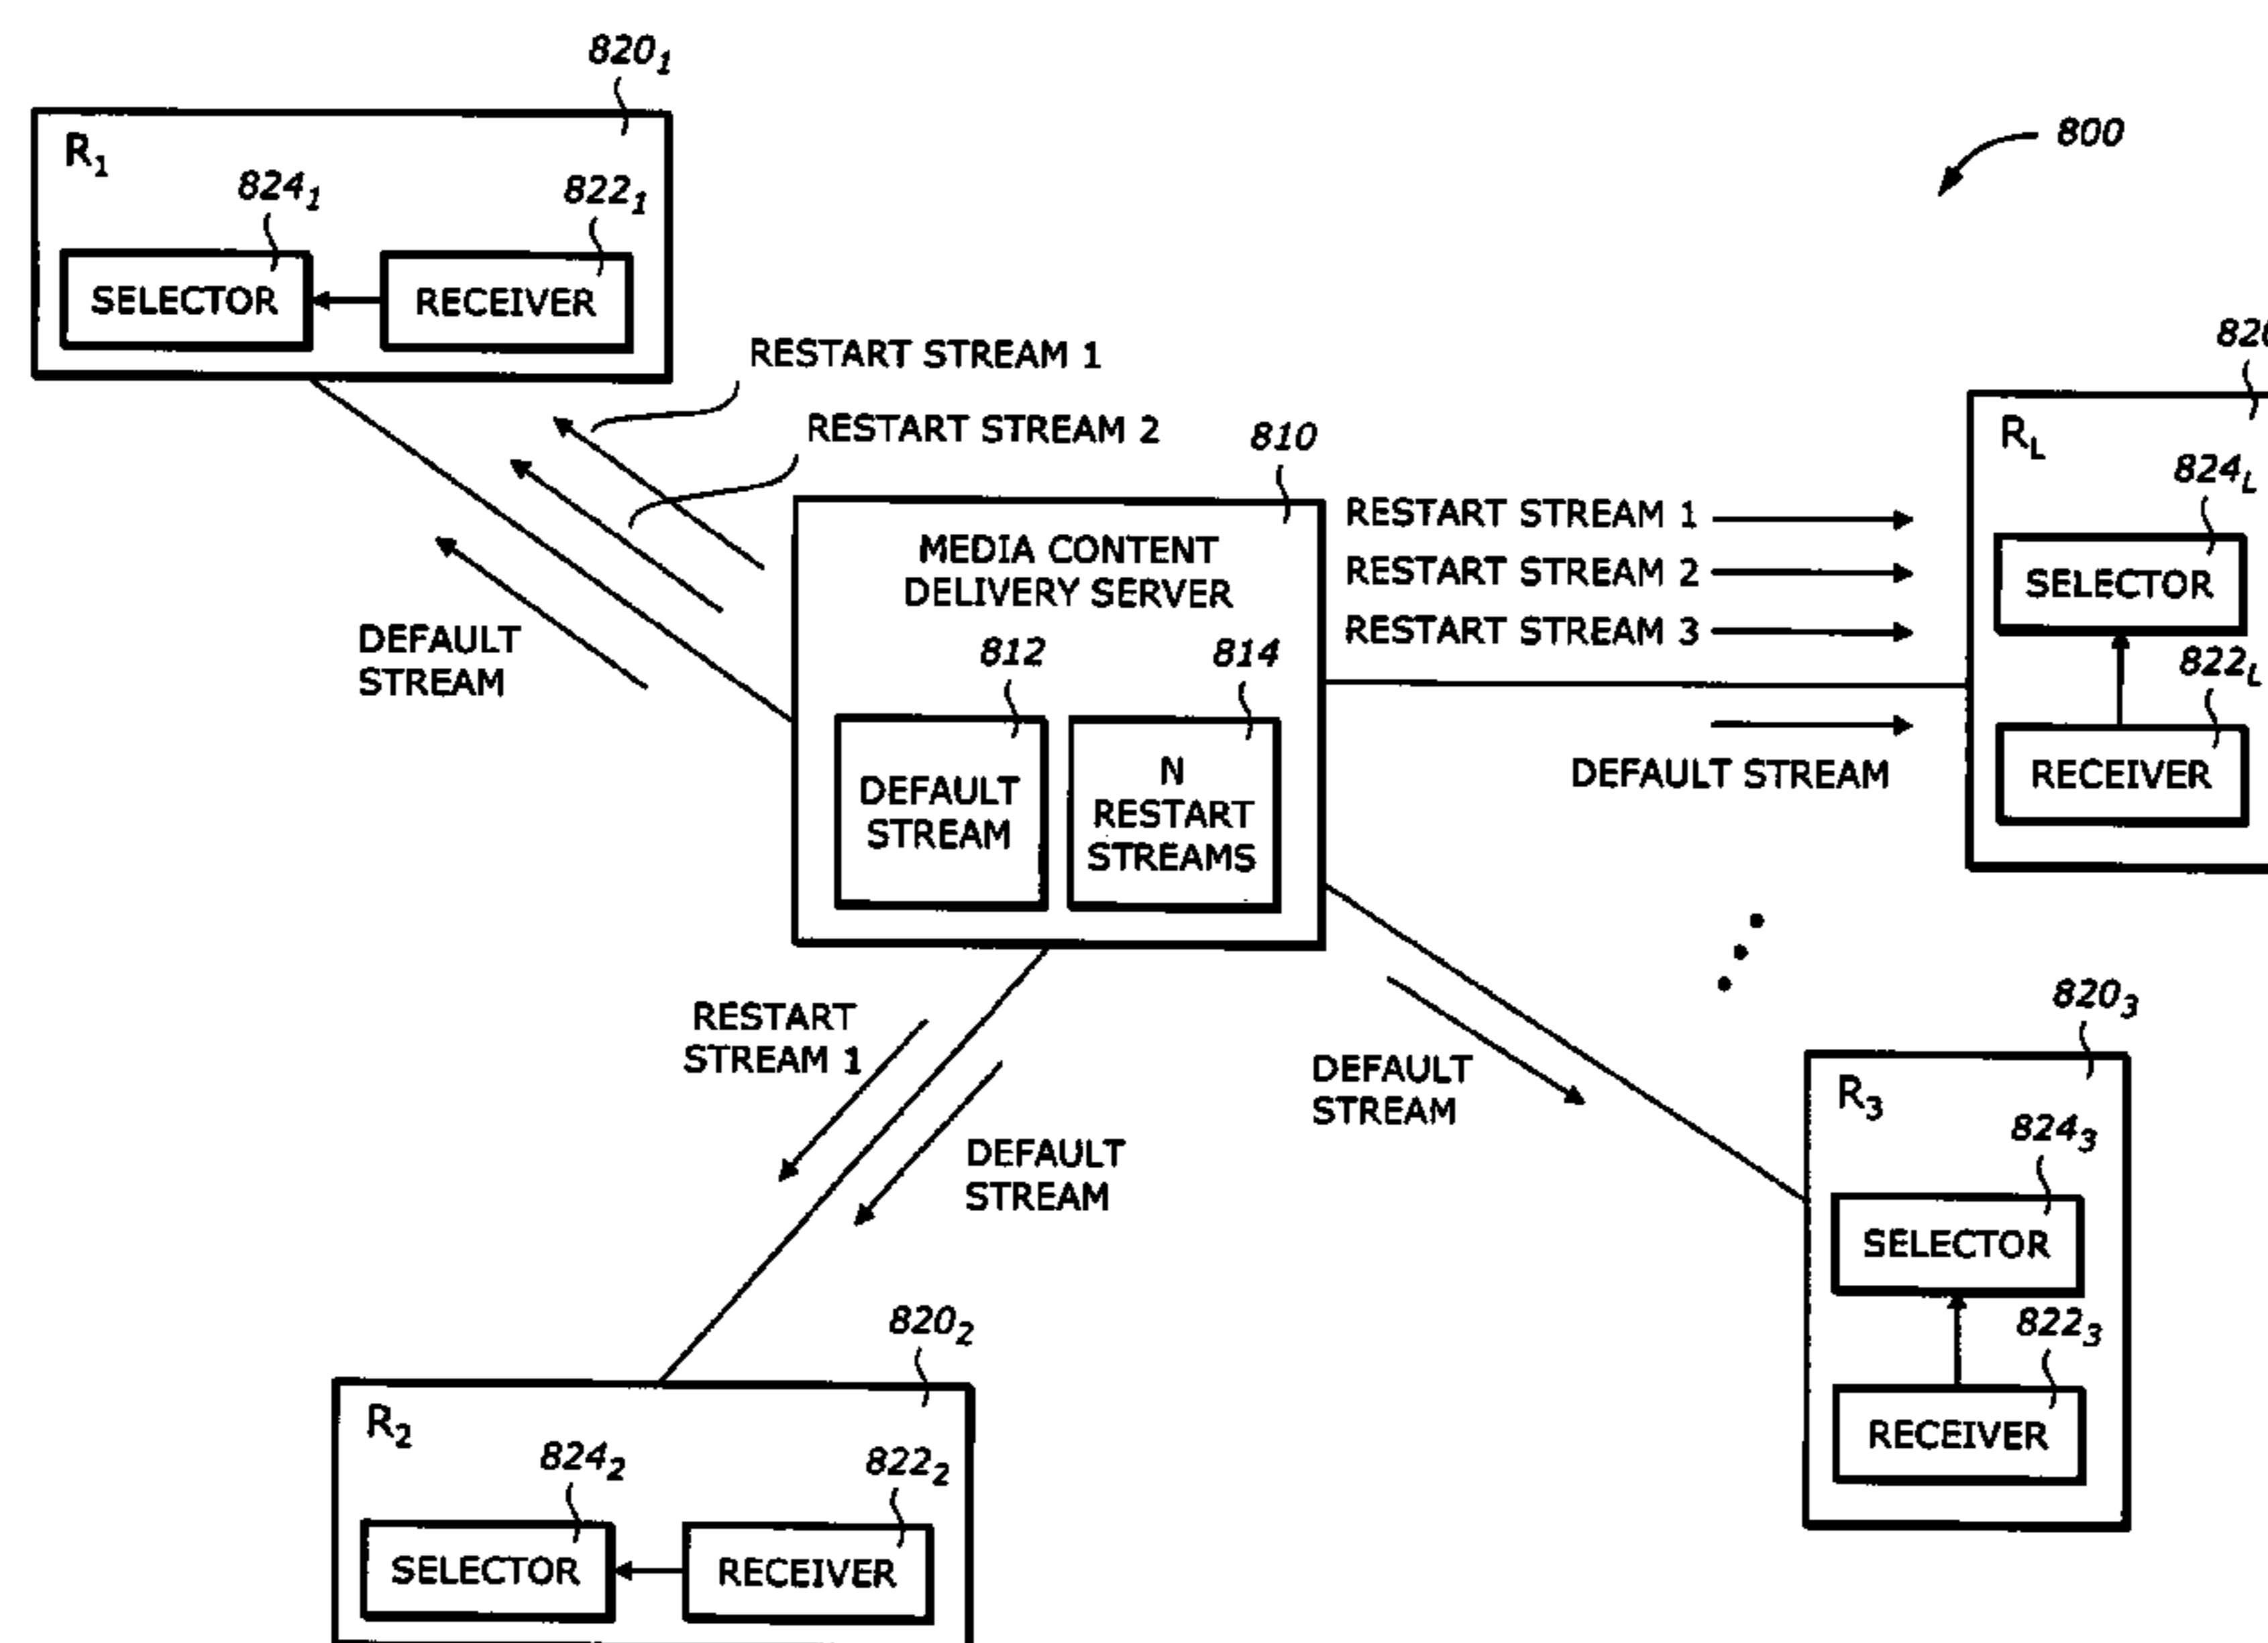 820₁
R₁
824₁
822₁
SELECTOR
RECEIVER
800
RESTART STREAM 1
RESTART STREAM 2
810
MEDIA CONTENT
DELIVERY SERVER
812
814
DEFAULT
STREAM
N
RESTART
STREAMS
DEFAULT
STREAM
RESTART STREAM 1
RESTART STREAM 2
RESTART STREAM 3
DEFAULT STREAM
R_L
824_L
SELECTOR
822_L
RECEIVER
RESTART
STREAM 1
DEFAULT
STREAM
DEFAULT
STREAM
820₃
R₃
824₃
SELECTOR
822₃
RECEIVER
820₂
R₂
824₂
822₂
SELECTOR
RECEIVER